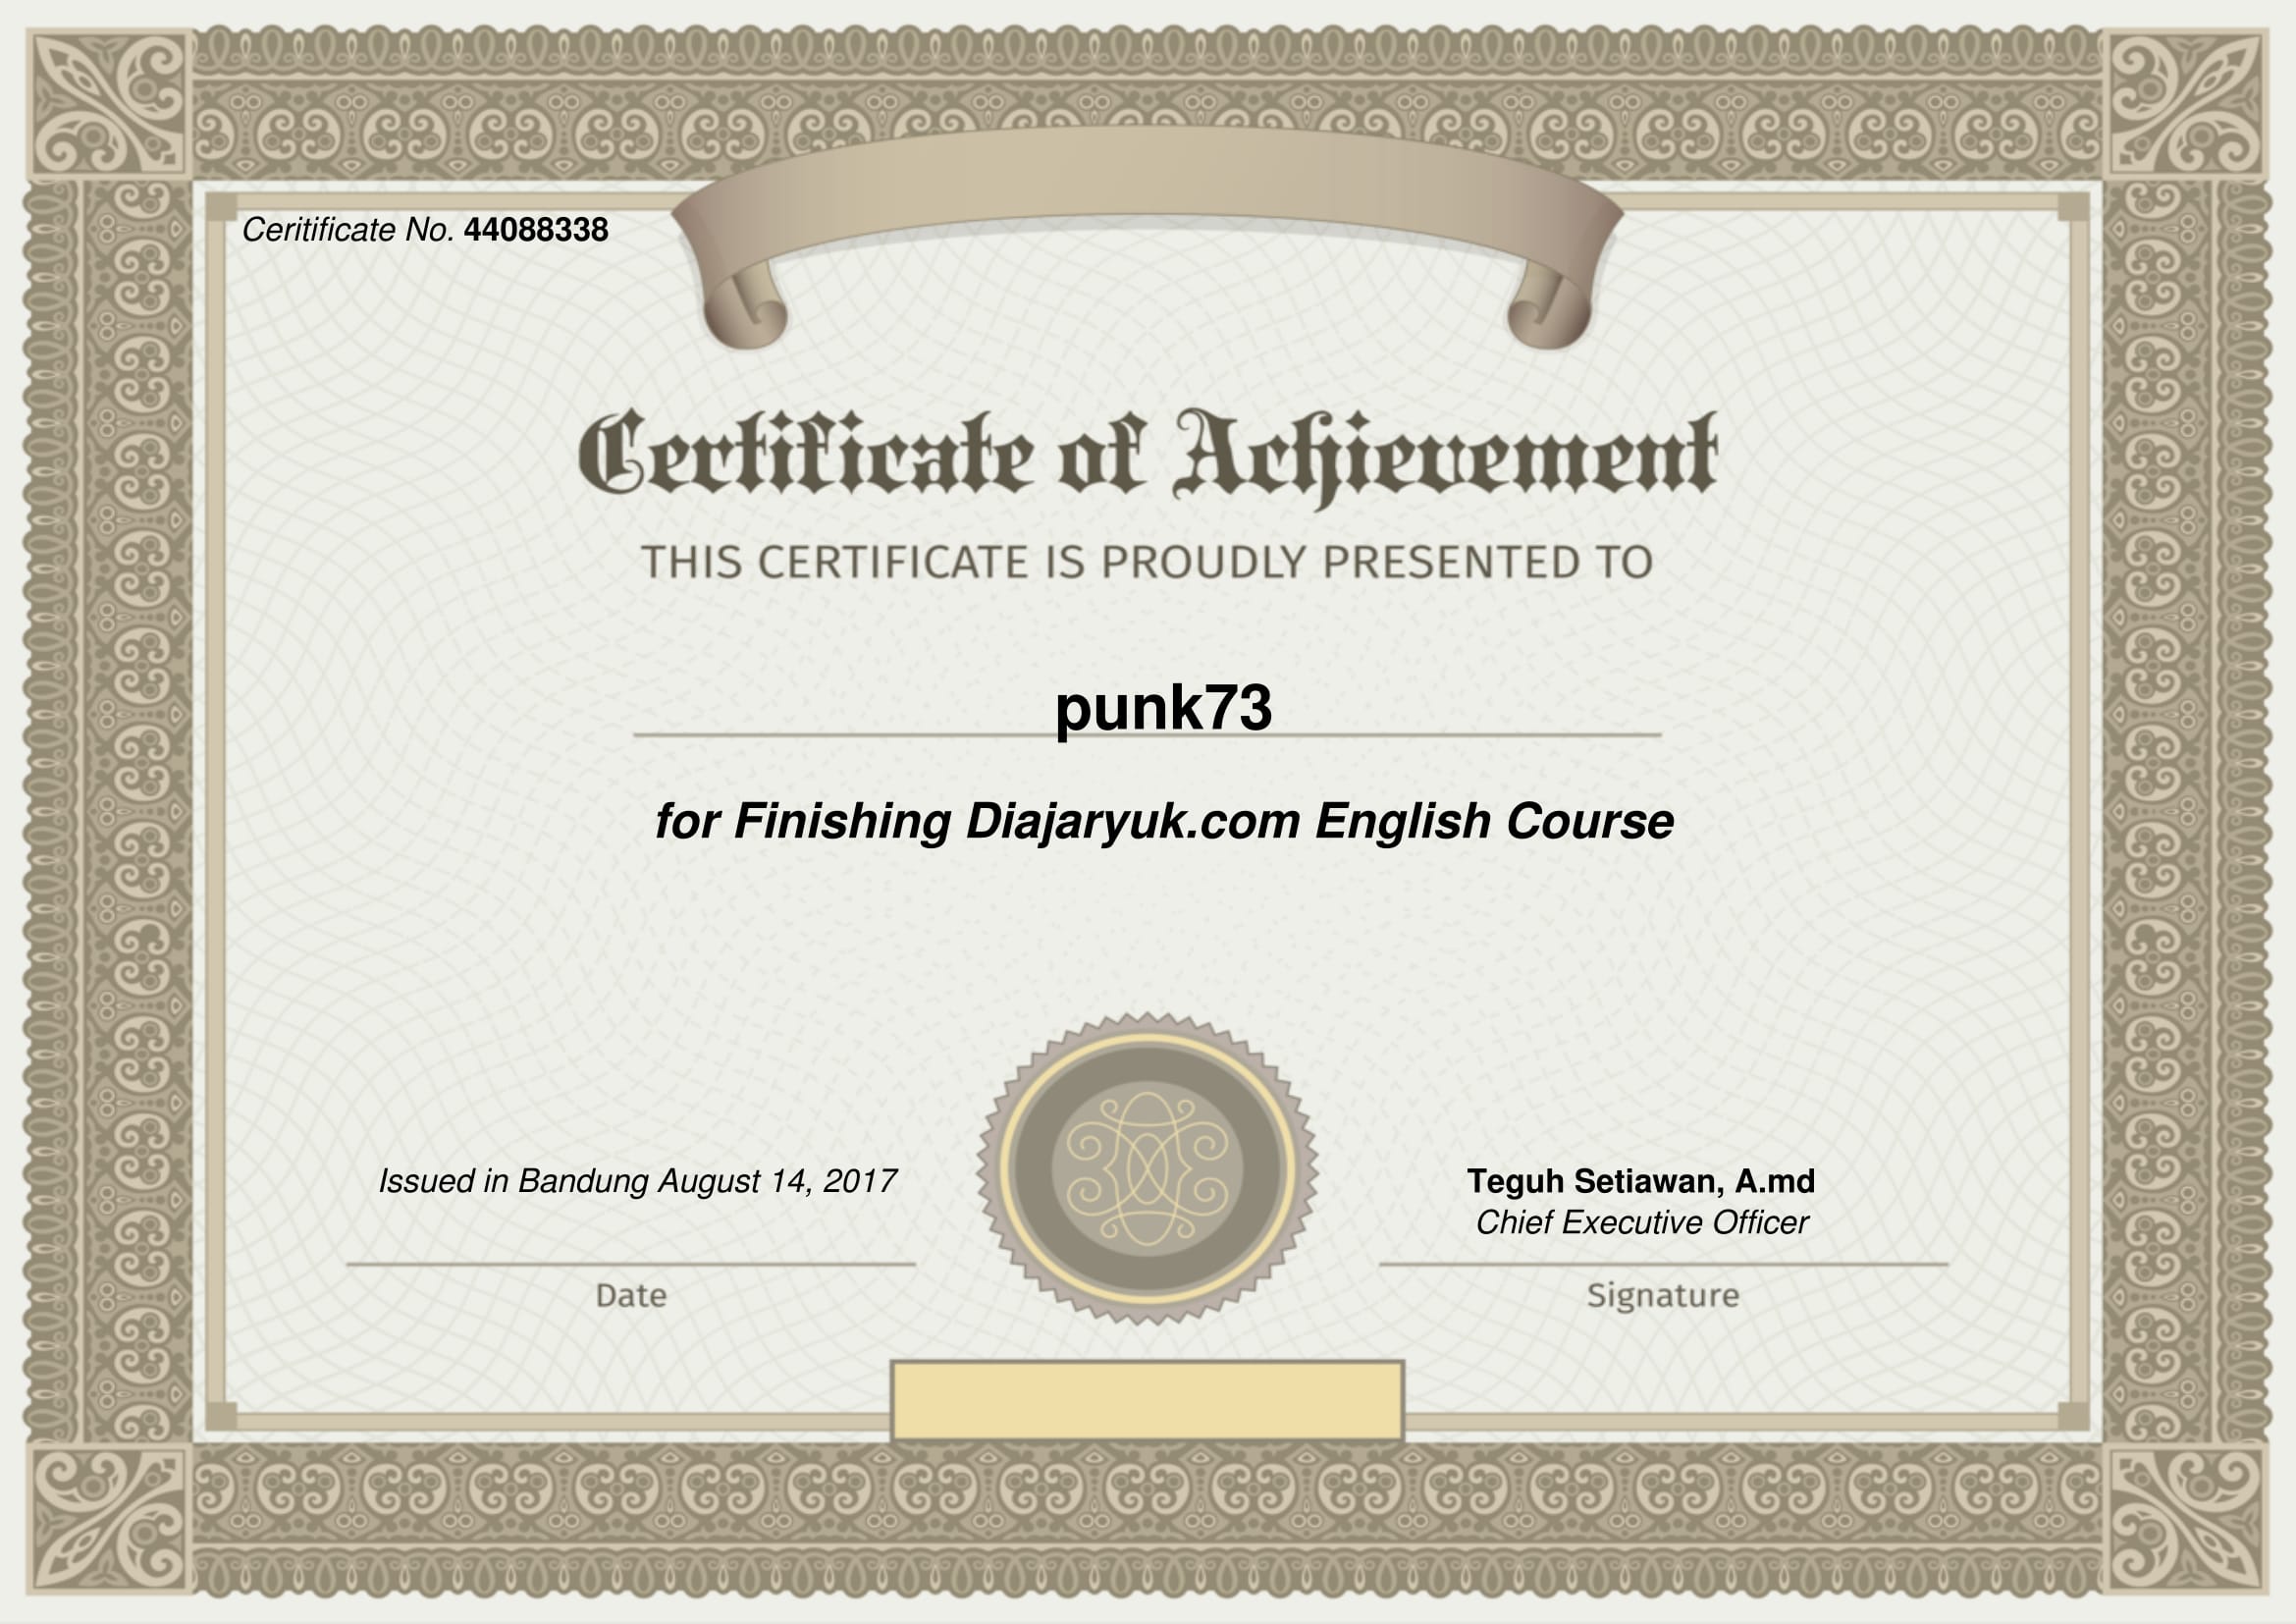 Ceritificate No. 44088338
Certificate of Achievement
THIS CERTIFICATE IS PROUDLY PRESENTED TO
punk73
for Finishing Diajaryuk.com English Course
Issued in Bandung August 14, 2017
Date
Teguh Setiawan, A.md
Chief Executive Officer
Signature